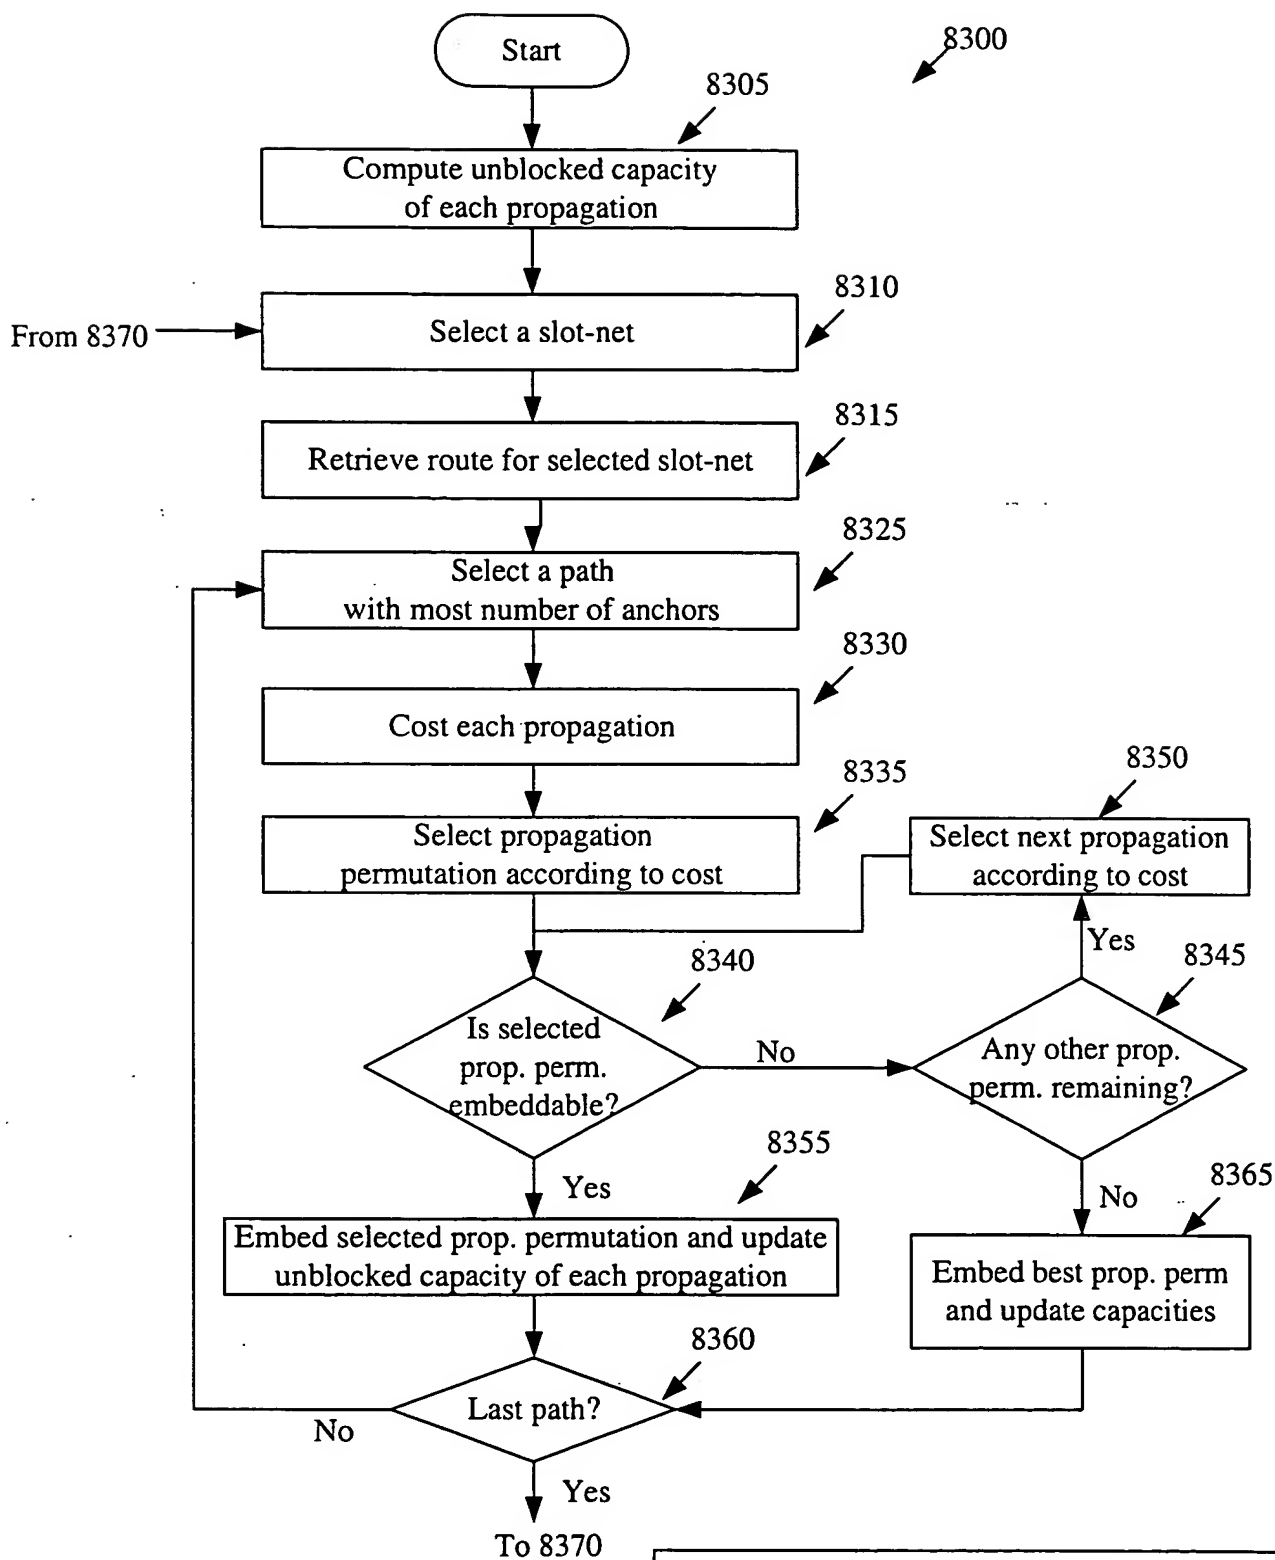 Start
8300
8305
Compute unblocked capacity
of each propagation
8310
From 8370
Select a slot-net
8315
Retrieve route for selected slot-net
8325
Select a path
with most number of anchors
8330
Cost each propagation
8335
8350
Select propagation
permutation according to cost
Select next propagation
according to cost
Yes
8340
8345
Is selected
prop. perm.
embeddable?
No
Any other prop.
perm. remaining?
8355
Yes
No
8365
Embed selected prop. permutation and update
unblocked capacity of each propagation
Embed best prop. perm
and update capacities
8360
Last path?
No
Yes
To 8370